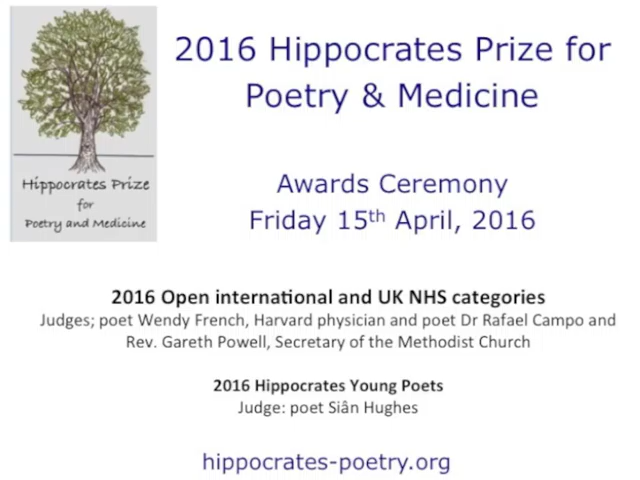 2016 Hippocrates Prize for
Poetry & Medicine
Hippocrates Prize
for
Poetry and Medicine
Awards Ceremony
Friday 15th April, 2016
2016 Open international and UK NHS categories
Judges; poet Wendy French, Harvard physician and poet Dr Rafael Campo and
Rev. Gareth Powell, Secretary of the Methodist Church
2016 Hippocrates Young Poets
Judge: poet Siân Hughes
hippocrates-poetry.org